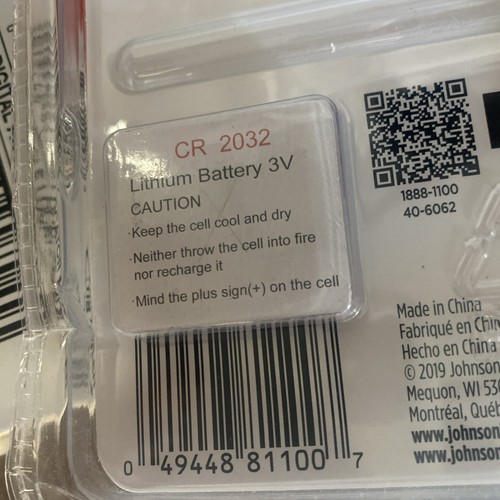 DIGITAL
CR 2032
Lithium Battery 3V
CAUTION
·Keep the cell cool and dry
·Neither throw the cell into fire
nor recharge it
·Mind the plus sign(+) on the cell
1888-1100
40-6062
Made in China
Fabriqué en
Hecho en China
© 2019 Johnson
Mequon, WI
Montréal,
www.johnson
www.johnson
0 49448 81100 7